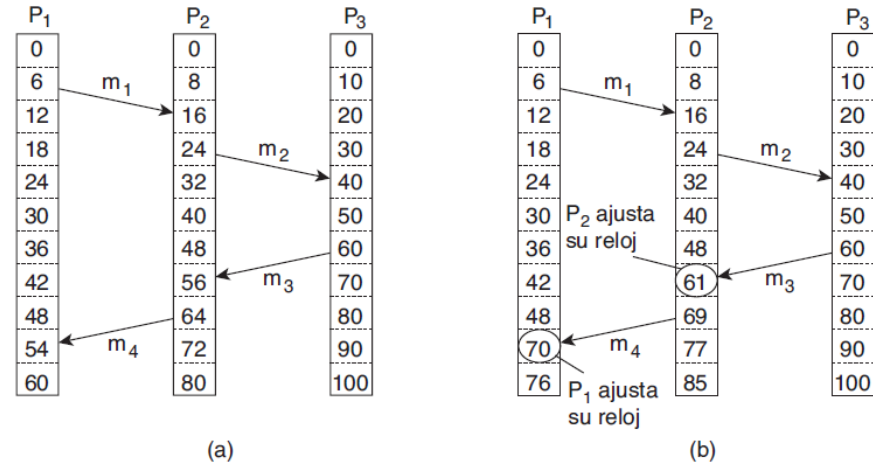 P1 P2 P3 P1 P2 P3
0 0 0 0 0 0
6 8 10 6 8 10
m1 m1
12 16 20 12 16 20
18 24 30 18 24 30
m2 m2
24 32 40 24 32 40
30 40 50 30 40 50
P2 ajusta
su reloj
36 48 60 36 48 60
42 56 70 42 61 70
m3 m3
48 64 80 48 69 80
54 72 90 70 77 90
m4 m4
60 80 100 76 85 100
P1 ajusta
su reloj
(a) (b)